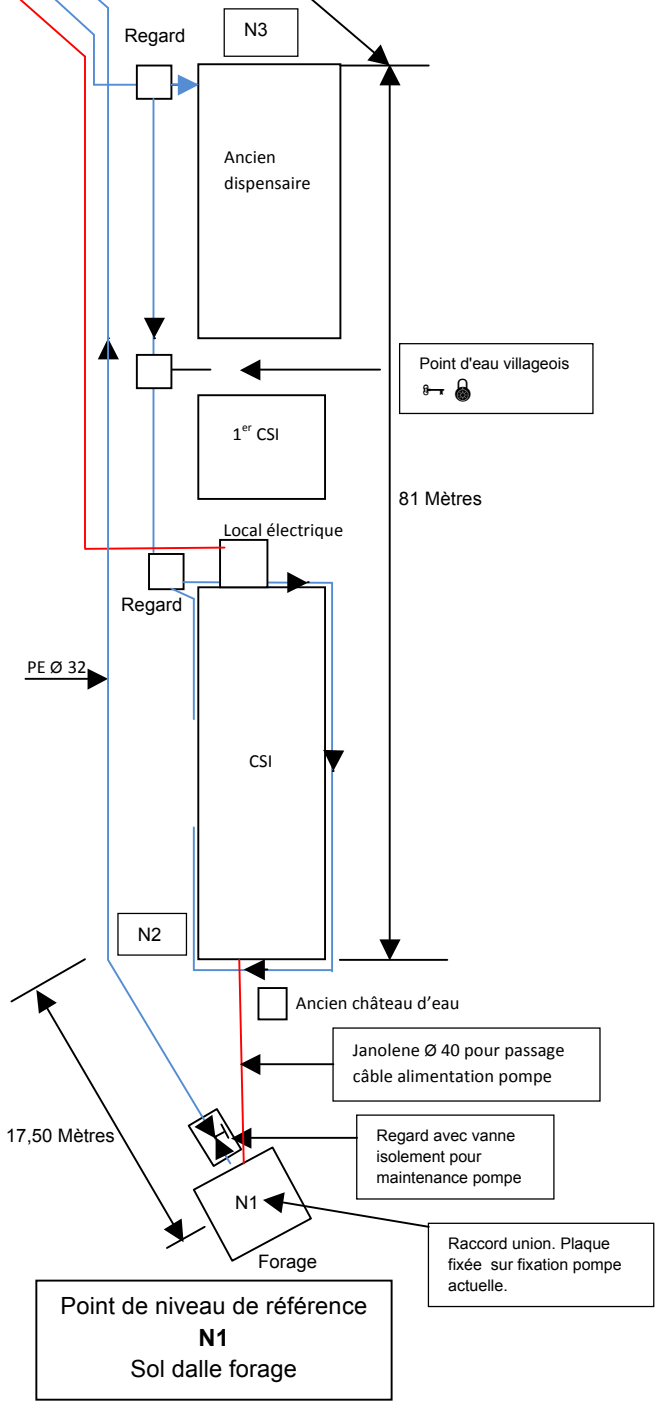 N3
Regard
Ancien
dispensaire
Point d'eau villageois
1er CSI
81 Mètres
Local électrique
Regard
PE Ø 32
CSI
N2
Ancien château d’eau
Janolene Ø 40 pour passage
câble alimentation pompe
17,50 Mètres
Regard avec vanne
isolement pour
maintenance pompe
N1
Raccord union. Plaque
fixée sur fixation pompe
actuelle.
Forage
Point de niveau de référence
N1
Sol dalle forage